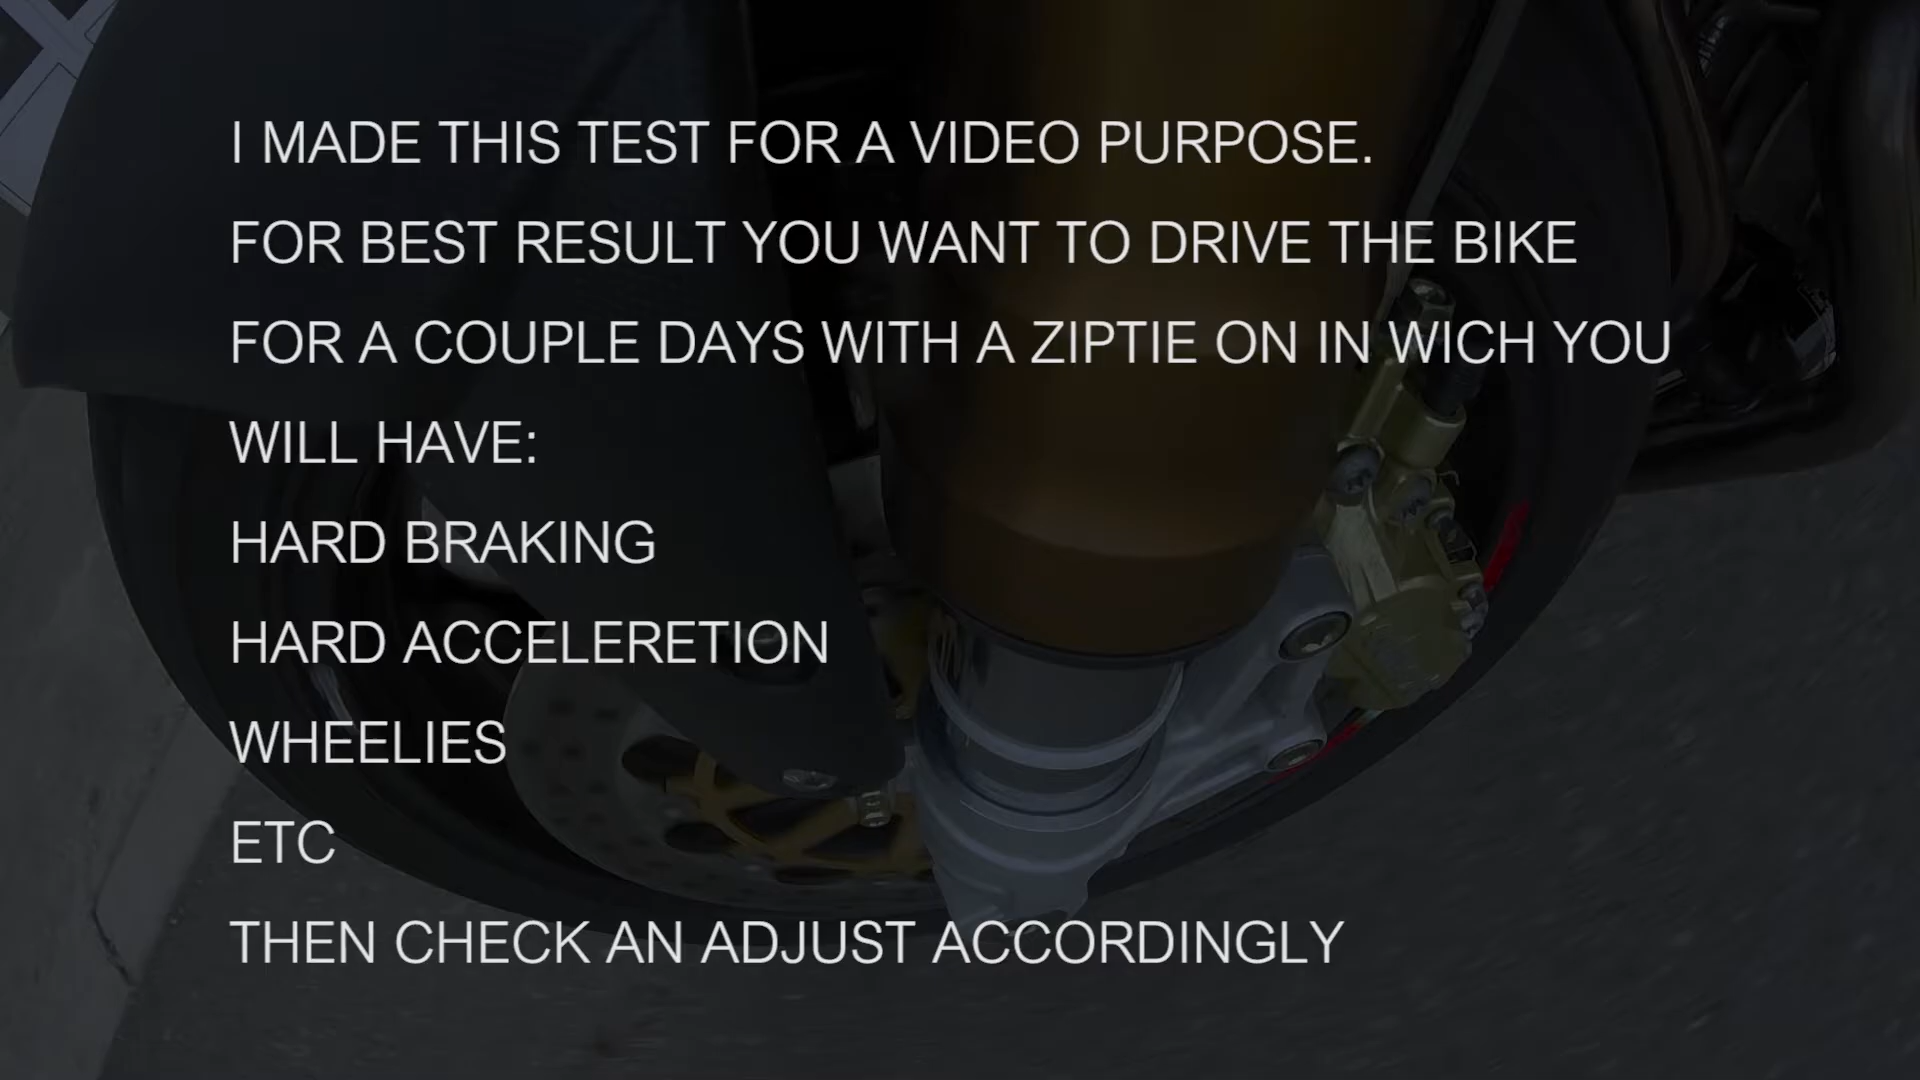 I MADE THIS TEST FOR A VIDEO PURPOSE.
FOR BEST RESULT YOU WANT TO DRIVE THE BIKE
FOR A COUPLE DAYS WITH A ZIPTIE ON IN WICH YOU
WILL HAVE:
HARD BRAKING
HARD ACCELERETION
WHEELIES
ETC
THEN CHECK AN ADJUST ACCORDINGLY